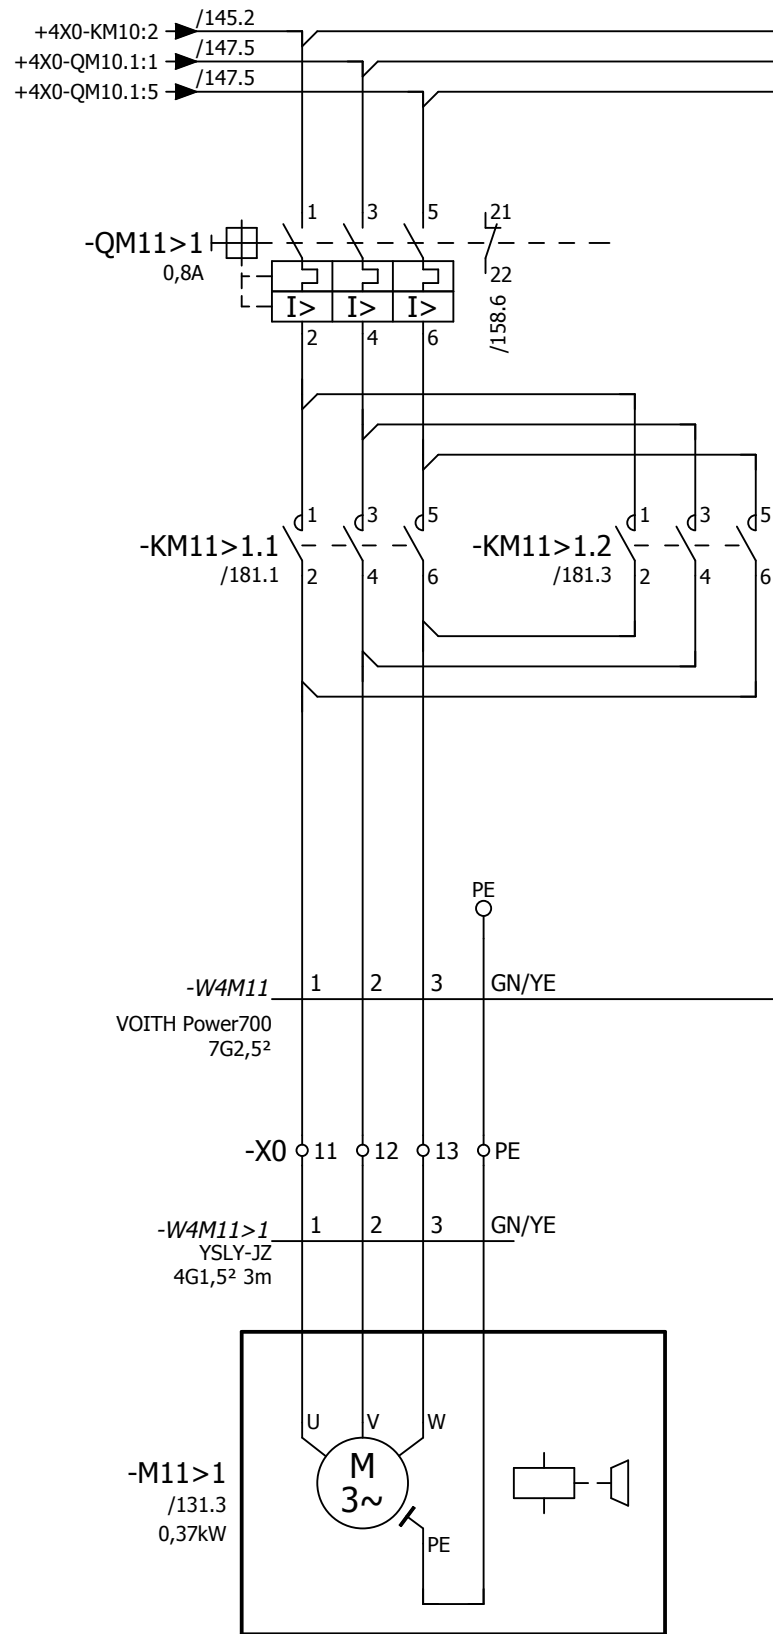 +4X0-KM10:2 /145.2
+4X0-QM10.1:1 /147.5
+4X0-QM10.1:5 /147.5
1 3 5 21
-QM11>1
0,8A
22
I> I> I>
/158.6
2 4 6
1 3 5 1 3 5
-KM11>1.1 -KM11>1.2
/181.1 2 4 6 /181.3 2 4 6
PE
-W4M11 1 2 3 GN/YE
VOITH Power700
7G2,5²
-X0 11 12 13 PE
-W4M11>1 1 2 3 GN/YE
YSLY-JZ
4G1,5² 3m
U V W
-M11>1 M
/131.3 3~
0,37kW
PE